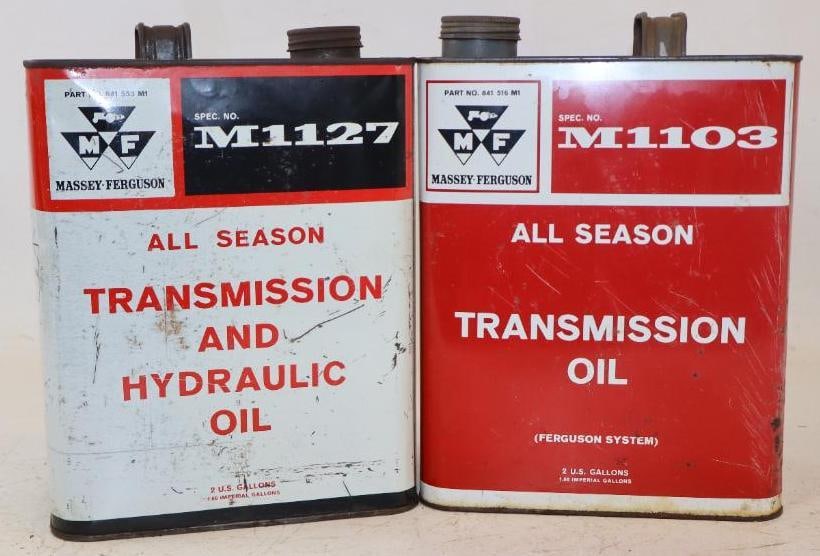 PART NO. 841 553 M1
M F
MASSEY-FERGUSON
SPEC. NO.
M1127
ALL SEASON
TRANSMISSION
AND
HYDRAULIC
OIL
2 U.S. GALLONS
1.66 IMPERIAL GALLONS
PART NO. 841 516 M1
M F
MASSEY-FERGUSON
SPEC. NO.
M1103
ALL SEASON
TRANSMISSION
OIL
(FERGUSON SYSTEM)
2 U.S. GALLONS
1.66 IMPERIAL GALLONS